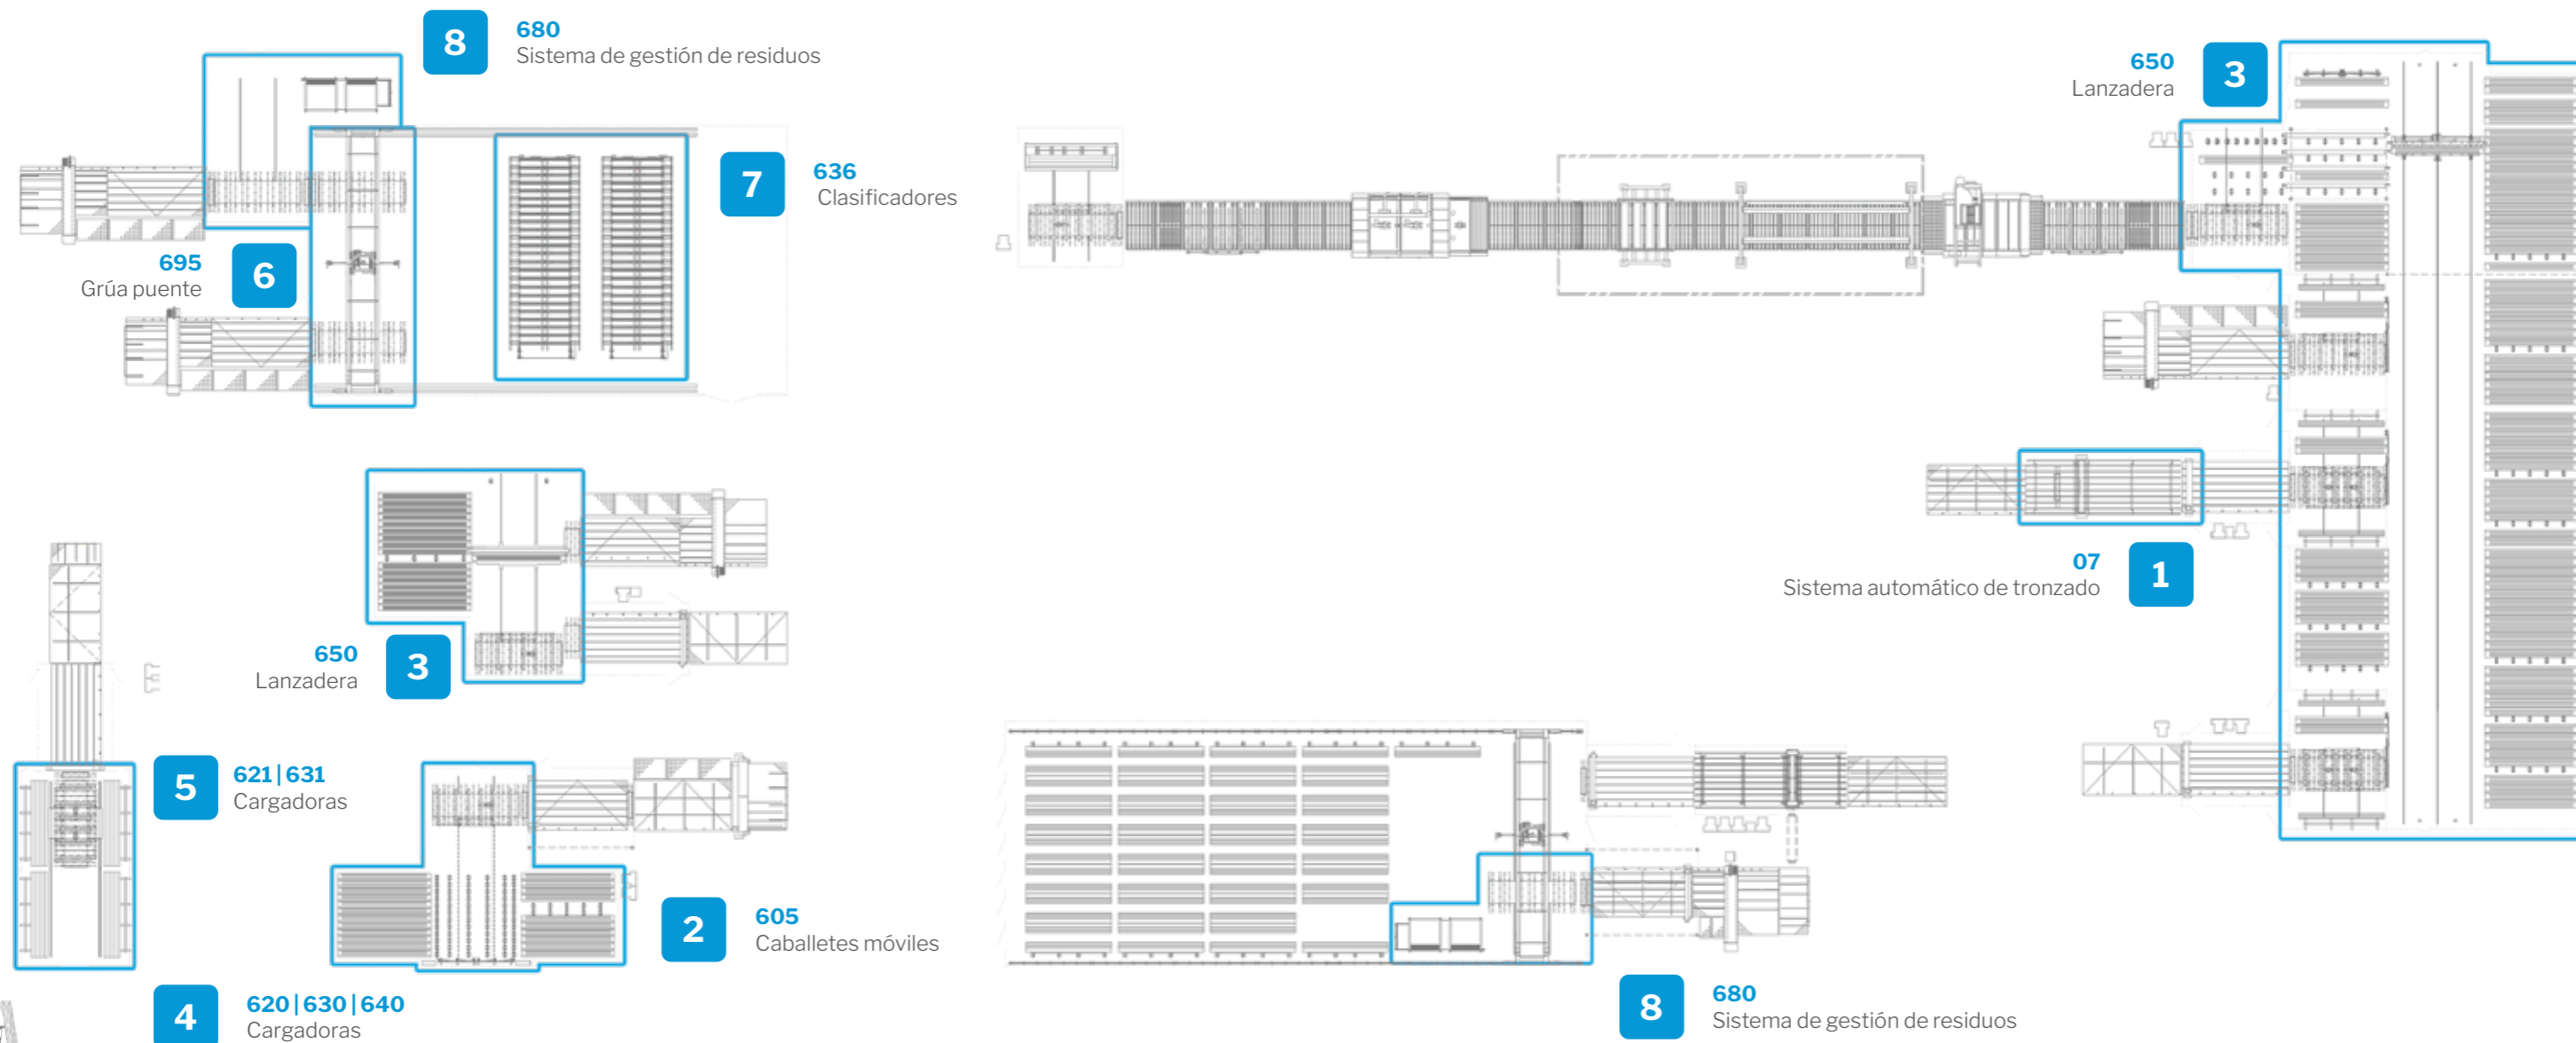 8
680
Sistema de gestión de residuos
650
Lanzadera
3
7
636
Clasificadores
695
Grúa puente
6
07
Sistema automático de tronzado
1
650
Lanzadera
3
5
621|631
Cargadoras
2
605
Caballetes móviles
4
620|630|640
Cargadoras
8
680
Sistema de gestión de residuos